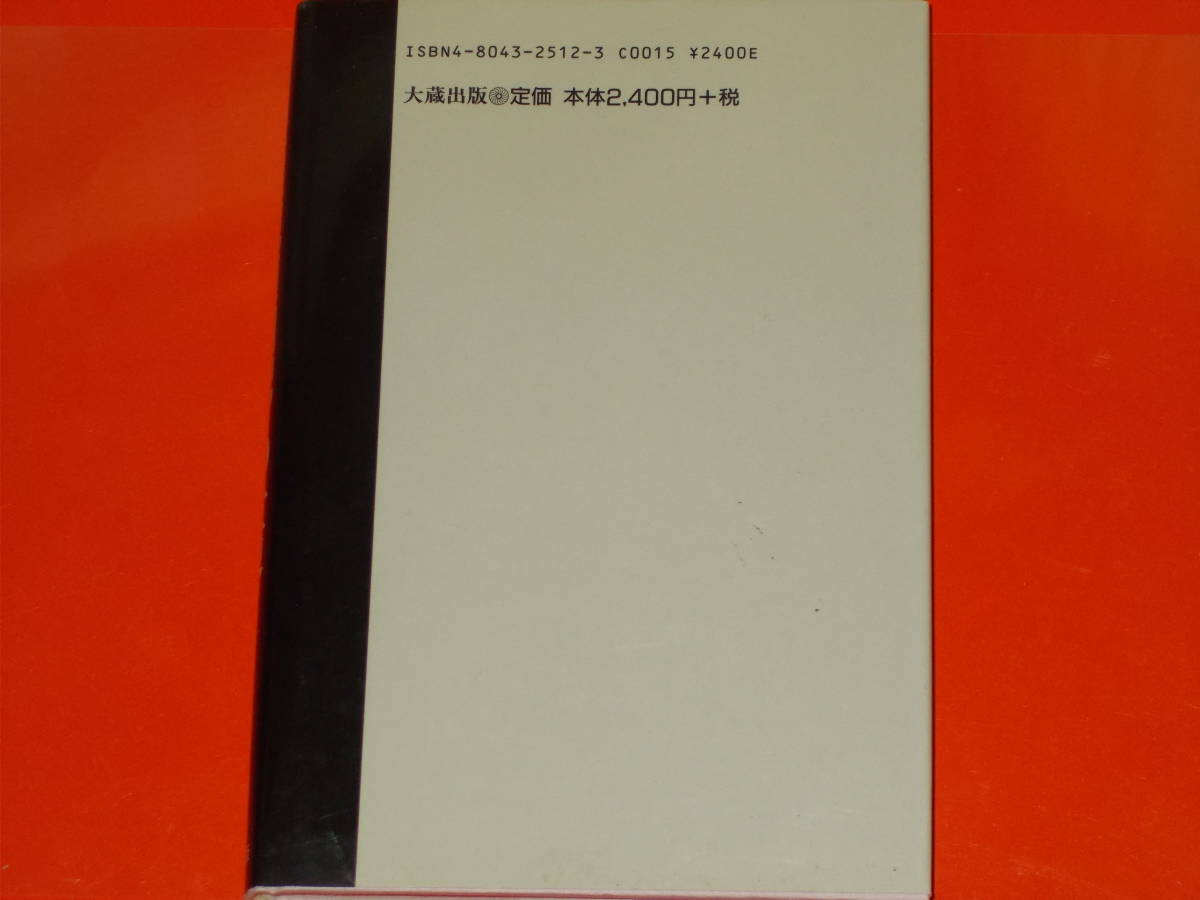 ISBN4-8043-2512-3 C0015 ¥2400E
大蔵出版 定価 本体2,400円+税